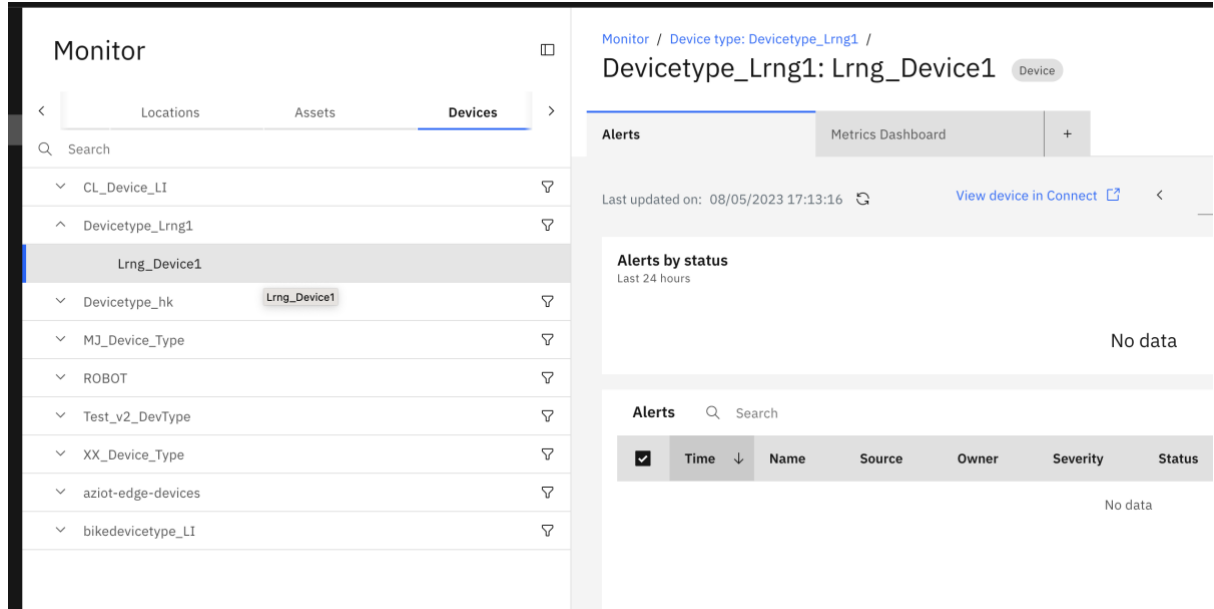 Monitor
Locations Assets Devices
Search
CL_Device_LI
Devicetype_Lrng1
Lrng_Device1
Lrng_Device1
Devicetype_hk
MJ_Device_Type
ROBOT
Test_v2_DevType
XX_Device_Type
aziot-edge-devices
bikedevicetype_LI
Monitor / Device type: Devicetype_Lrng1 /
Devicetype_Lrng1: Lrng_Device1 Device
Alerts Metrics Dashboard +
Last updated on: 08/05/2023 17:13:16 View device in Connect
Alerts by status
Last 24 hours
No data
Alerts Search
Time Name Source Owner Severity Status
No data